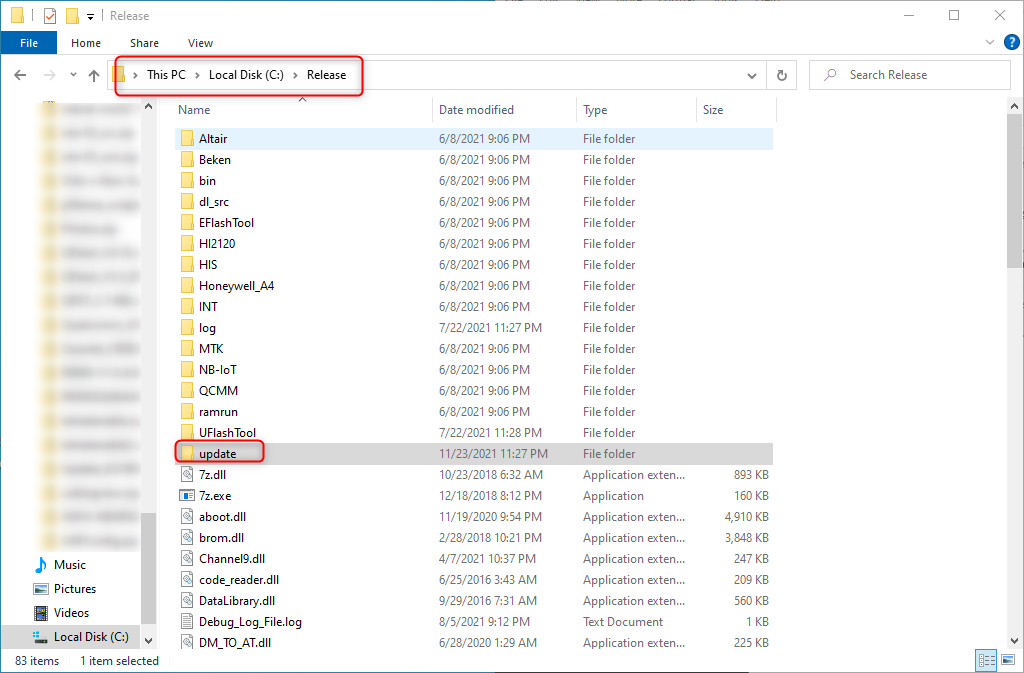 Release
File Home Share View
This PC Local Disk (C:) Release
Search Release
Name Date modified Type Size
Altair 6/8/2021 9:06 PM File folder
Beken 6/8/2021 9:06 PM File folder
bin 6/8/2021 9:06 PM File folder
dl_src 6/8/2021 9:06 PM File folder
EFlashTool 6/8/2021 9:06 PM File folder
HI2120 6/8/2021 9:06 PM File folder
HIS 6/8/2021 9:06 PM File folder
Honeywell_A4 6/8/2021 9:06 PM File folder
INT 6/8/2021 9:06 PM File folder
log 7/22/2021 11:27 PM File folder
MTK 6/8/2021 9:06 PM File folder
NB-IoT 6/8/2021 9:06 PM File folder
QCMM 6/8/2021 9:06 PM File folder
ramrun 6/8/2021 9:06 PM File folder
UFlashTool 7/22/2021 11:28 PM File folder
update 11/23/2021 11:27 PM File folder
7z.dll 10/23/2018 6:32 AM Application exten... 893 KB
7z.exe 12/18/2018 8:12 PM Application 160 KB
aboot.dll 11/19/2020 9:54 PM Application exten... 4,910 KB
brom.dll 2/28/2018 10:21 PM Application exten... 3,848 KB
Channel9.dll 4/7/2021 10:37 PM Application exten... 247 KB
code_reader.dll 6/25/2016 3:43 AM Application exten... 209 KB
DataLibrary.dll 9/29/2016 7:31 AM Application exten... 560 KB
Debug_Log_File.log 8/5/2021 9:12 PM Text Document 1 KB
DM_TO_AT.dll 6/28/2020 1:29 AM Application exten... 225 KB
Music
Pictures
Videos
Local Disk (C:)
83 items 1 item selected